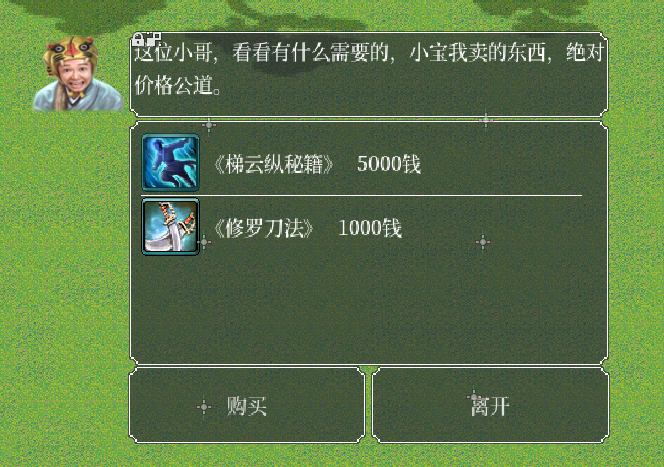 这位小哥，看看有什么需要的，小宝我卖的东西，绝对
价格公道。
《梯云纵秘籍》 5000钱
《修罗刀法》 1000钱
购买
离开